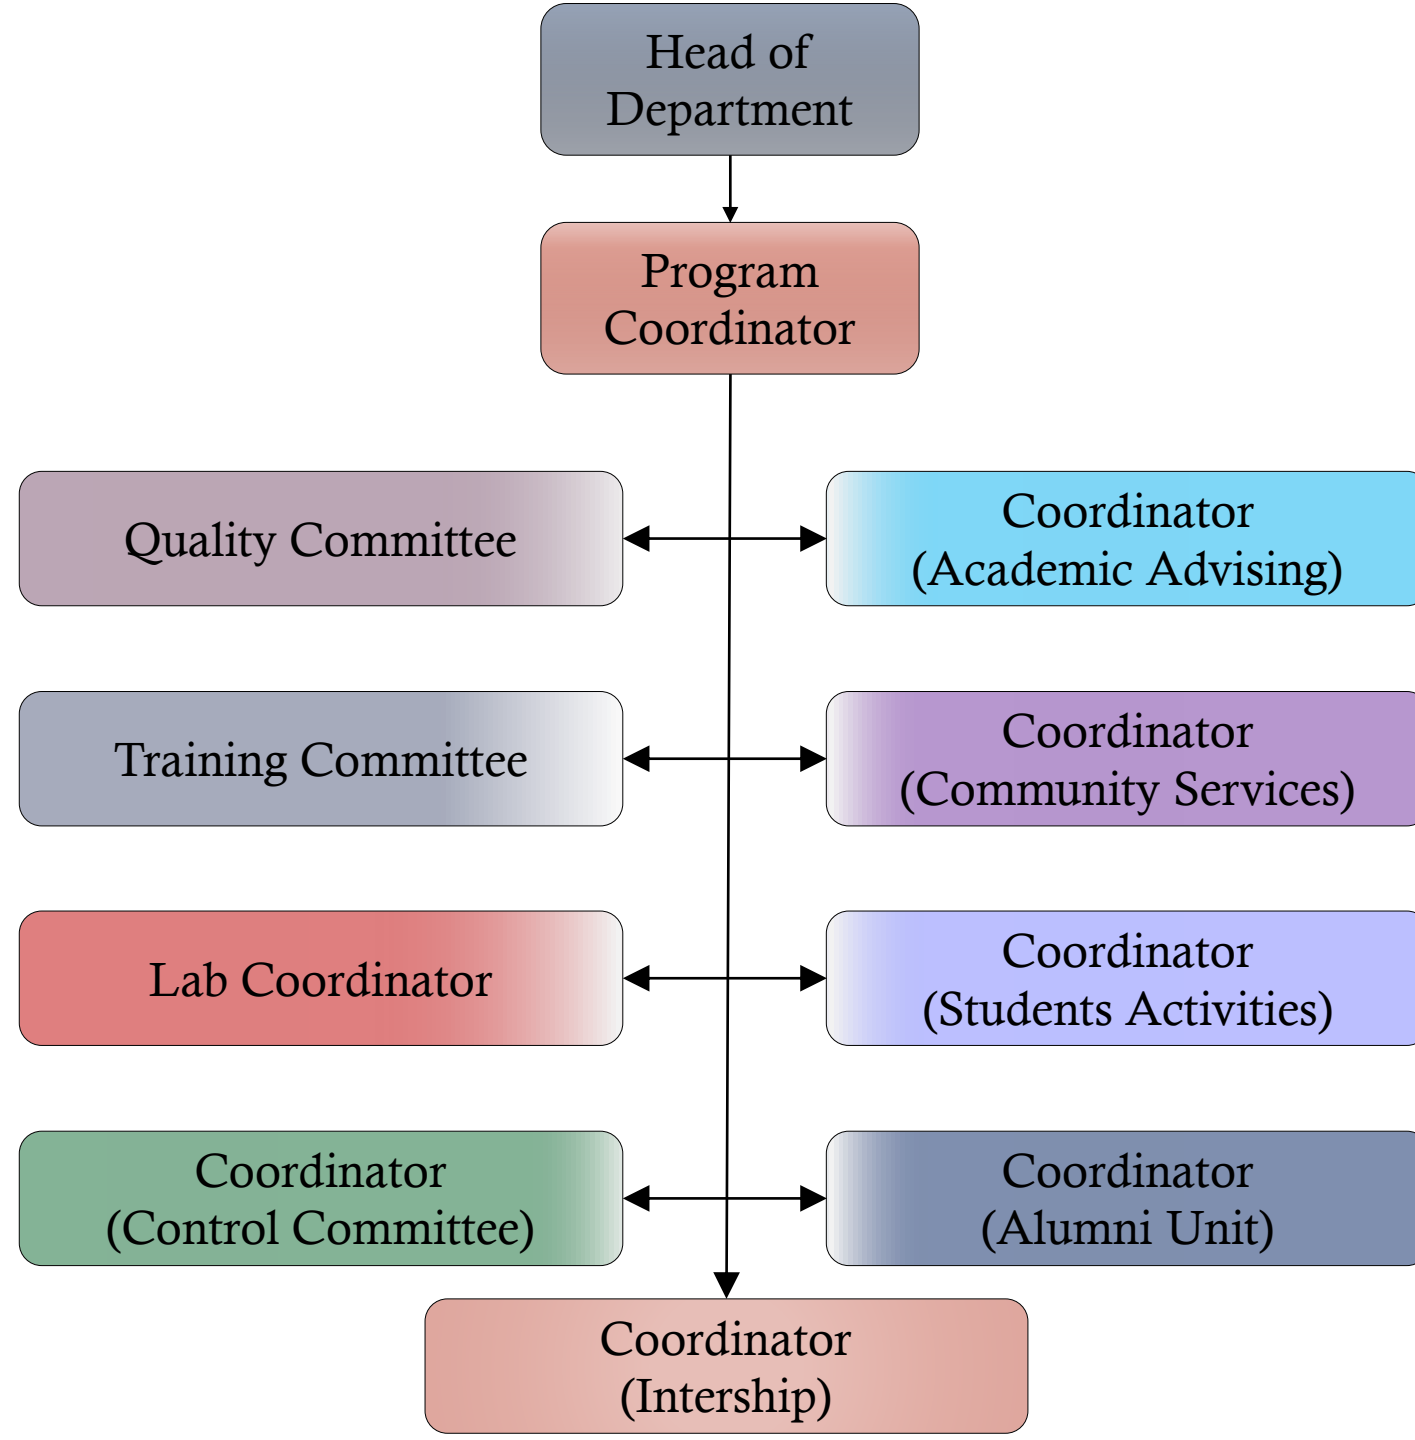 Head of
Department
Program
Coordinator
Quality Committee
Coordinator
(Academic Advising)
Training Committee
Coordinator
(Community Services)
Lab Coordinator
Coordinator
(Students Activities)
Coordinator
(Control Committee)
Coordinator
(Alumni Unit)
Coordinator
(Intership)